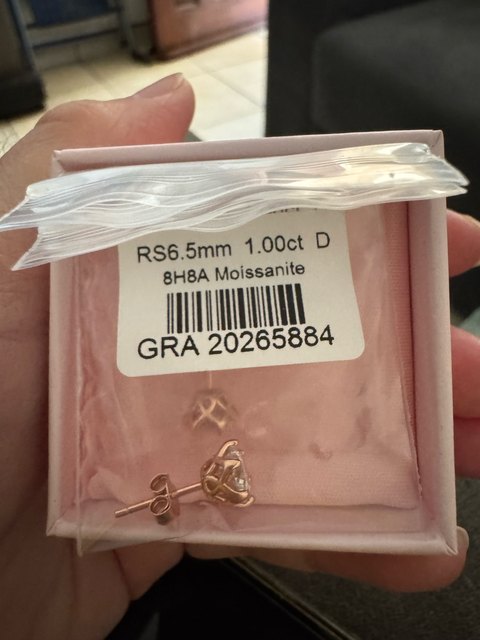 RS6.5mm 1.00ct D
8H8A Moissanite
GRA 20265884